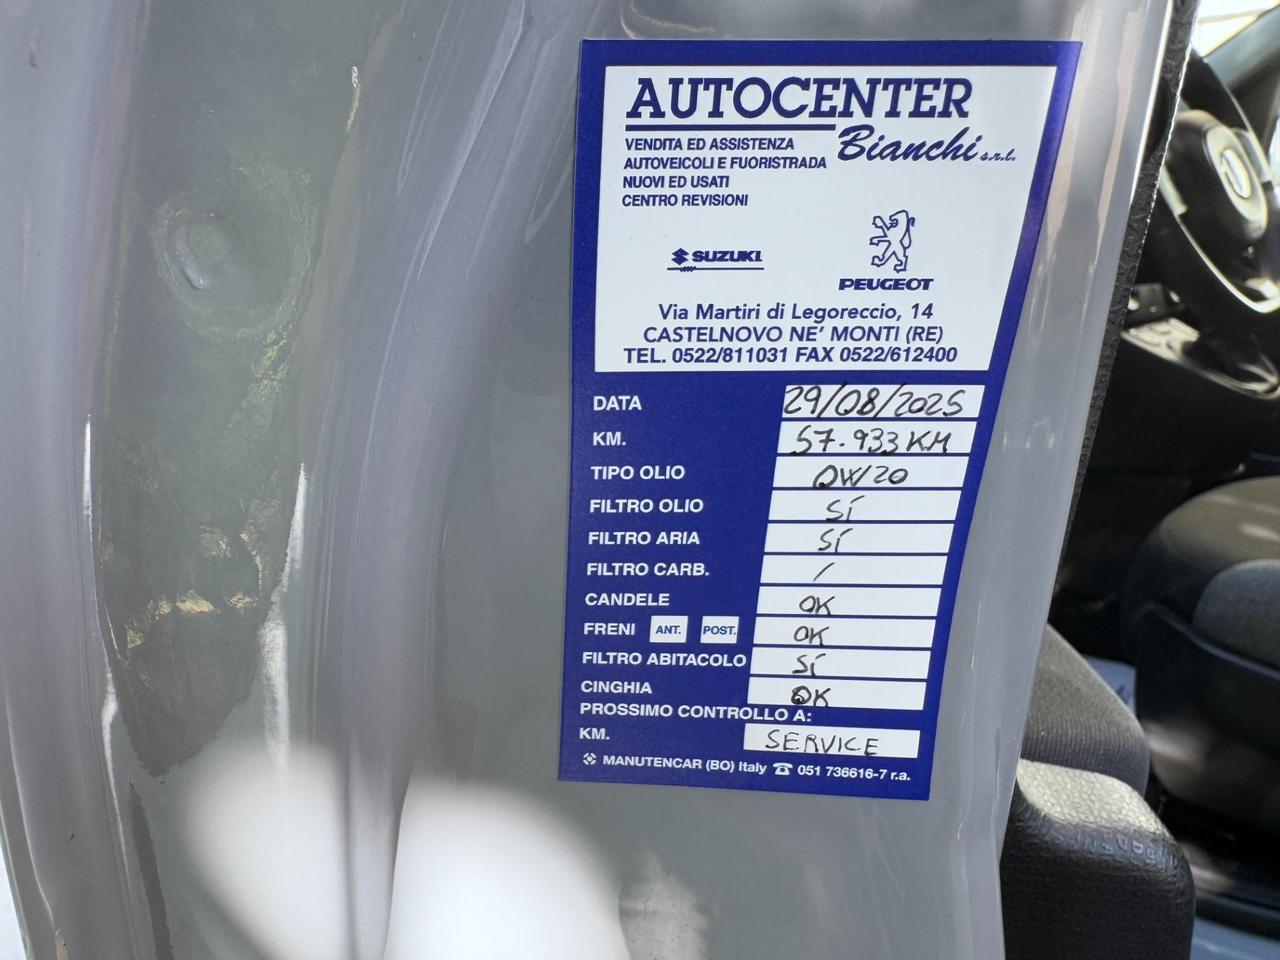 AUTOCENTER
Bianchi s.r.l.
VENDITA ED ASSISTENZA
AUTOVEICOLI E FUORISTRADA
NUOVI ED USATI
CENTRO REVISIONI
SUZUKI
PEUGEOT
Via Martiri di Legoreccio, 14
CASTELNOVO NE' MONTI (RE)
TEL. 0522/811031 FAX 0522/612400
DATA 29/08/2025
KM. 57.933 KM
TIPO OLIO 0W/20
FILTRO OLIO SÍ
FILTRO ARIA SÍ
FILTRO CARB. /
CANDELE OK
FRENI ANT. POST. OK
FILTRO ABITACOLO SÍ
CINGHIA OK
PROSSIMO CONTROLLO A:
KM. SERVICE
MANUTENCAR (BO) Italy ☎ 051 736616-7 r.a.